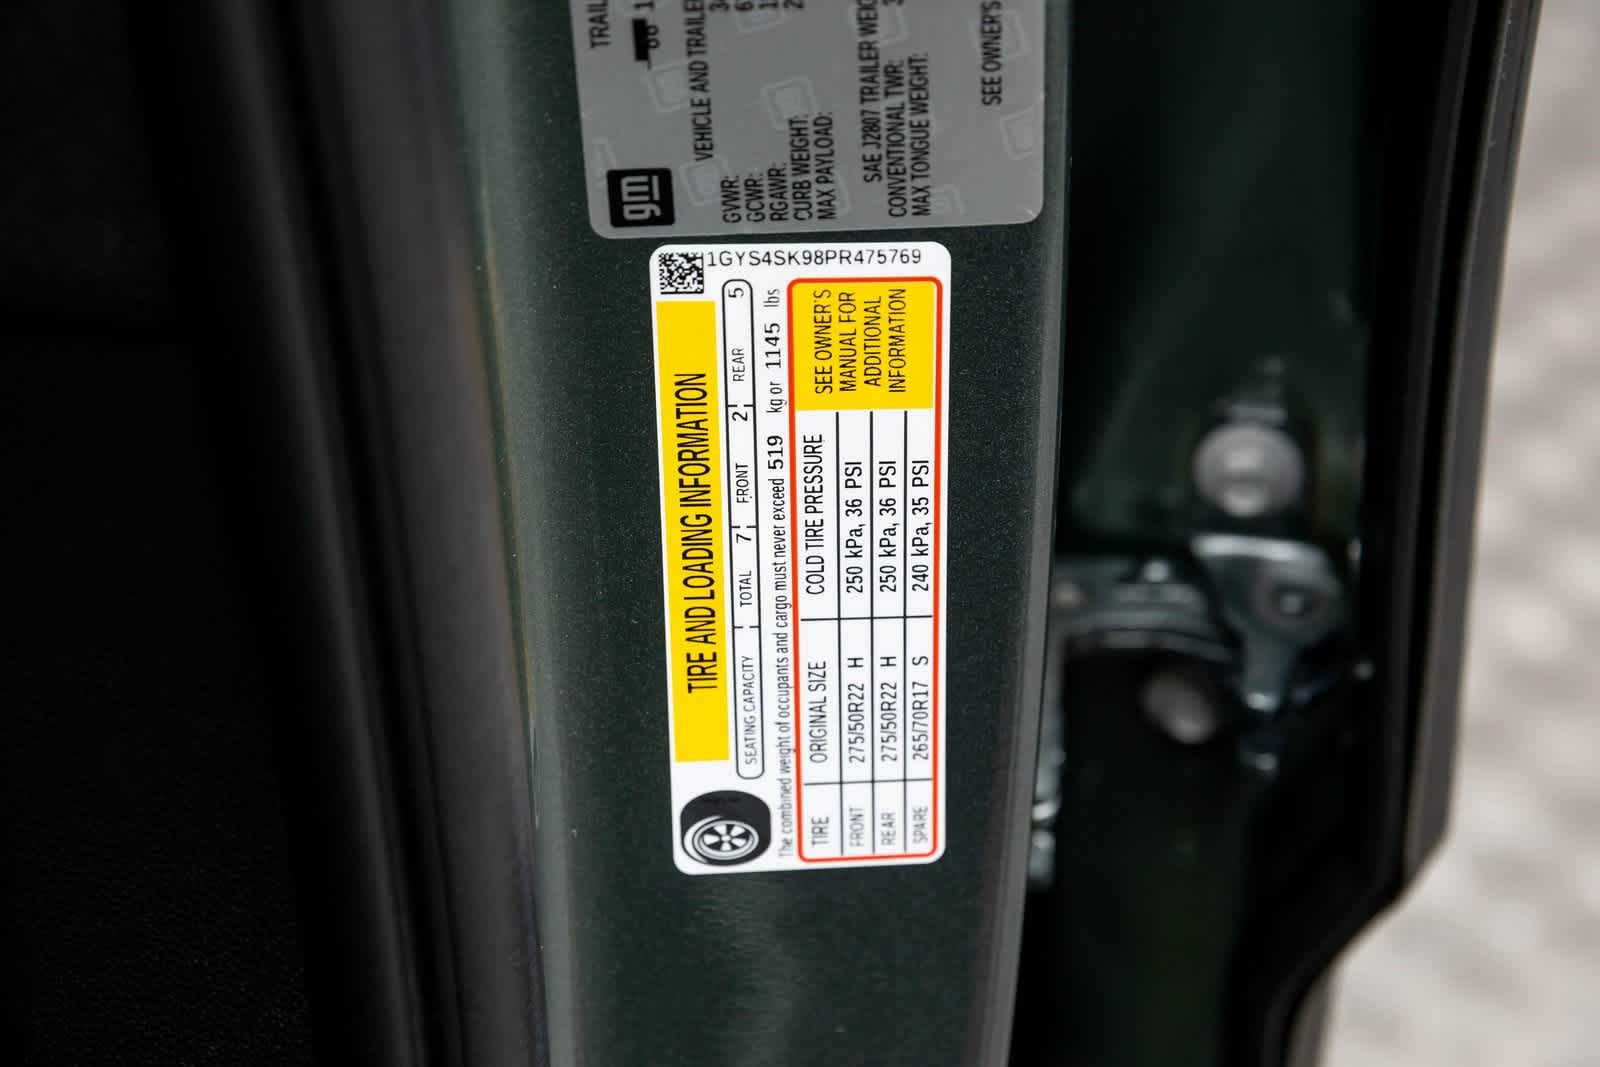 TRAILER
gm
VEHICLE AND TRAILER
GVWR:
GCWR:
RGAWR:
CURB WEIGHT:
MAX PAYLOAD:
SAE J2807 TRAILER
CONVENTIONAL TWR:
MAX TONGUE WEIGHT:
SEE OWNER'S
1GYS4SK98PR475769
TIRE AND LOADING INFORMATION
SEATING CAPACITY TOTAL 7 FRONT 2 REAR 5
The combined weight of occupants and cargo must never exceed 519 kg or 1145 lbs
TIRE ORIGINAL SIZE COLD TIRE PRESSURE
FRONT 275/50R22 H 250 kPa, 36 PSI
REAR 275/50R22 H 250 kPa, 36 PSI
SPARE 265/70R17 S 240 kPa, 35 PSI
SEE OWNER'S
MANUAL FOR
ADDITIONAL
INFORMATION